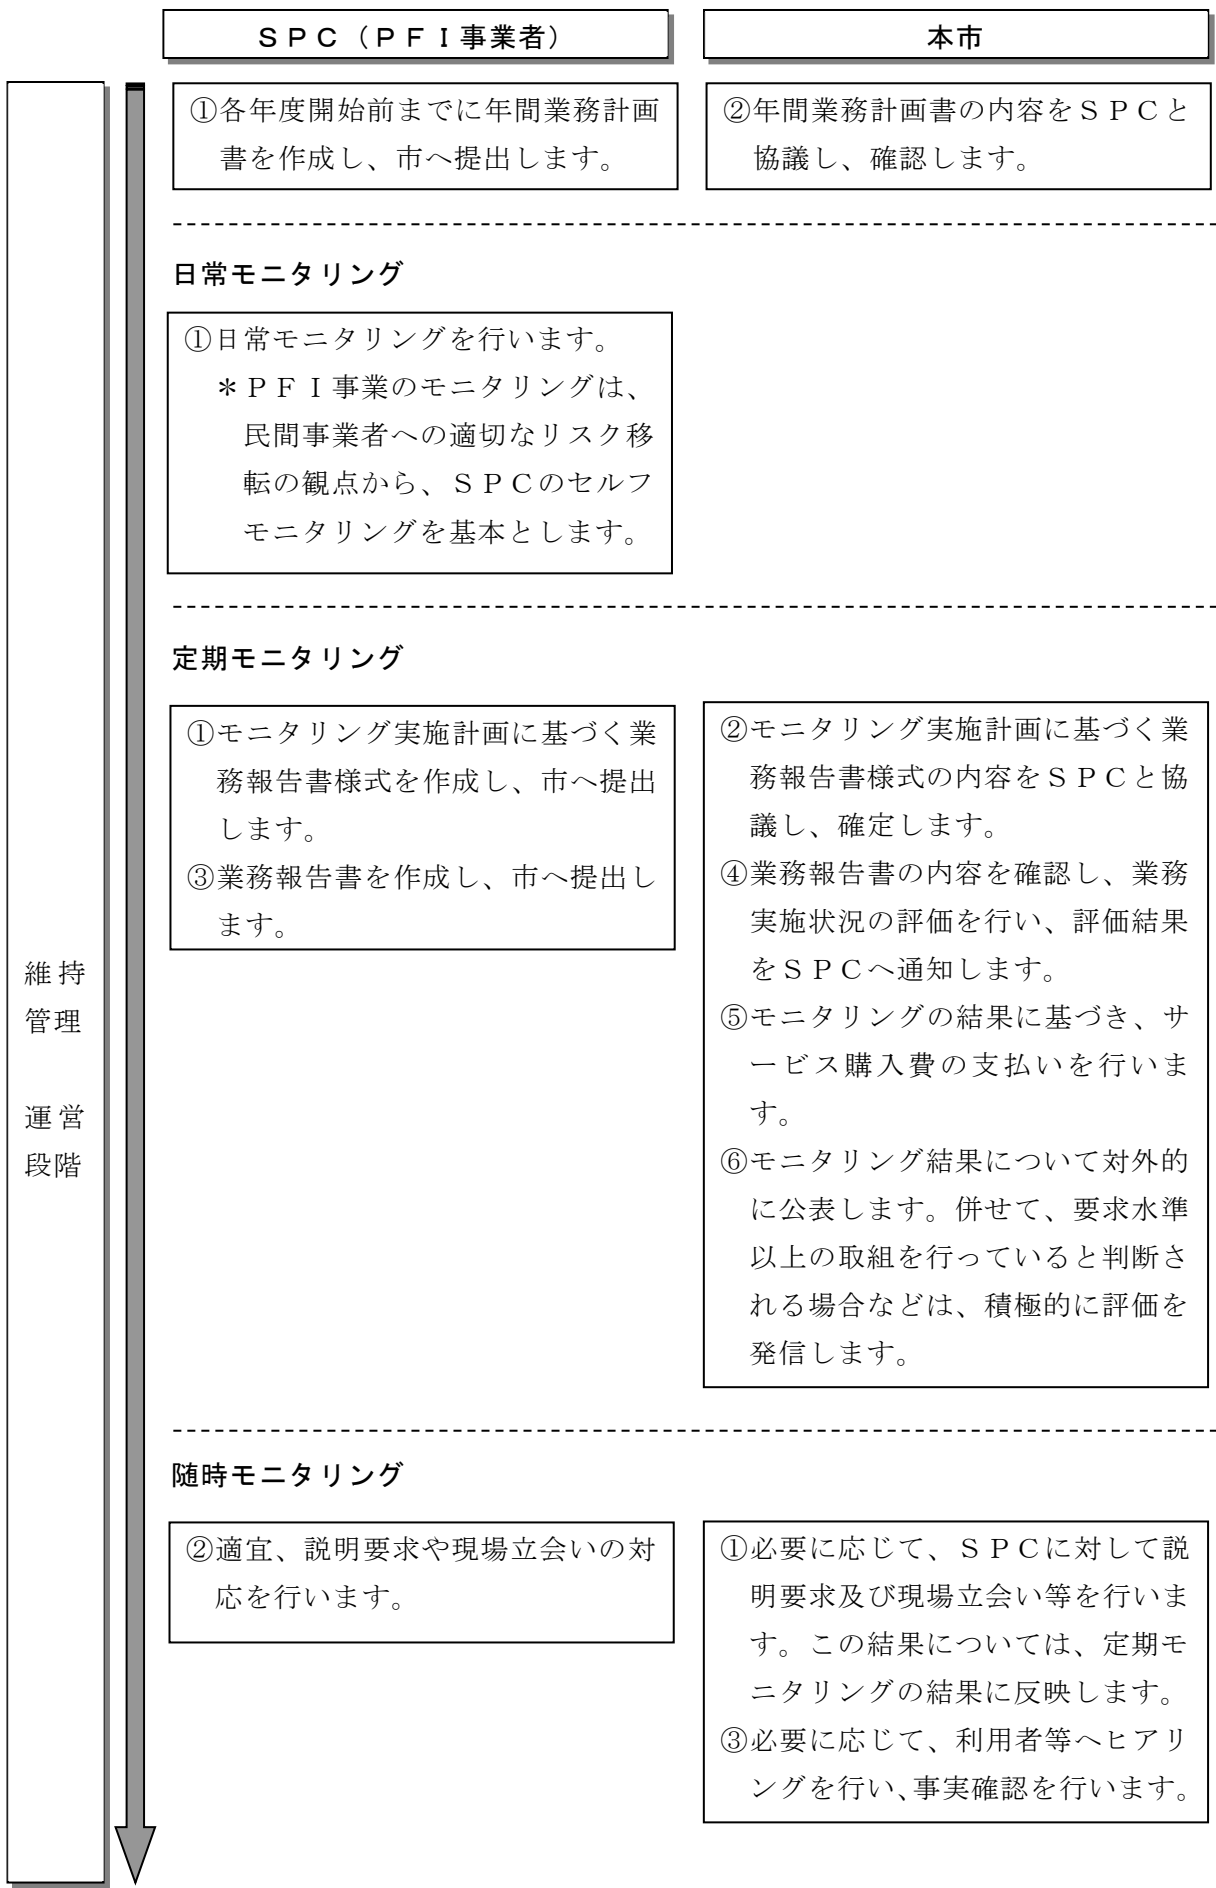 ＳＰＣ（ＰＦＩ事業者）
本市
①各年度開始前までに年間業務計画
書を作成し、市へ提出します。
②年間業務計画書の内容をＳＰＣと
協議し、確認します。
日常モニタリング
①日常モニタリングを行います。
＊ＰＦＩ事業のモニタリングは、
民間事業者への適切なリスク移
転の観点から、ＳＰＣのセルフ
モニタリングを基本とします。
定期モニタリング
①モニタリング実施計画に基づく業
務報告書様式を作成し、市へ提出
します。
③業務報告書を作成し、市へ提出し
ます。
②モニタリング実施計画に基づく業
務報告書様式の内容をＳＰＣと協
議し、確定します。
④業務報告書の内容を確認し、業務
実施状況の評価を行い、評価結果
をＳＰＣへ通知します。
⑤モニタリングの結果に基づき、サ
ービス購入費の支払いを行いま
す。
⑥モニタリング結果について対外的
に公表します。併せて、要求水準
以上の取組を行っていると判断さ
れる場合などは、積極的に評価を
発信します。
維持
管理
運営
段階
随時モニタリング
②適宜、説明要求や現場立会いの対
応を行います。
①必要に応じて、ＳＰＣに対して説
明要求及び現場立会い等を行いま
す。この結果については、定期モ
ニタリングの結果に反映します。
③必要に応じて、利用者等へヒアリ
ングを行い、事実確認を行います。